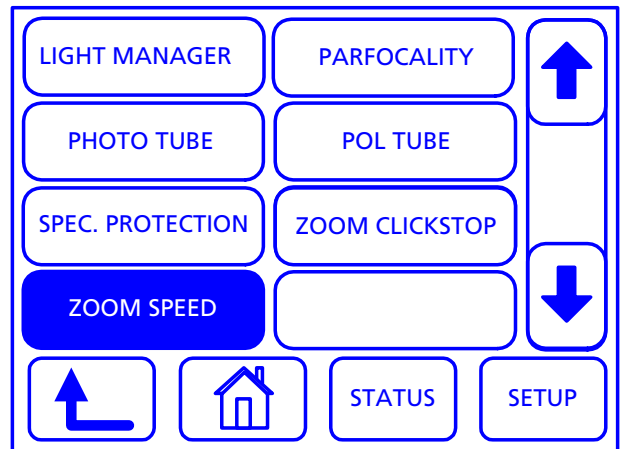 LIGHT MANAGER
PARFOCALITY
PHOTO TUBE
POL TUBE
SPEC. PROTECTION
ZOOM CLICKSTOP
ZOOM SPEED
STATUS
SETUP